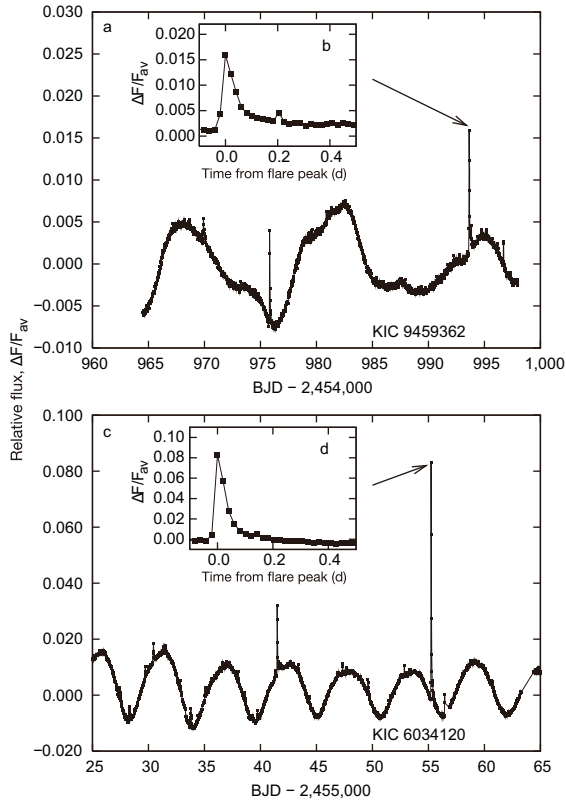 Relative flux, ΔF/F_av
a
0.030
0.025
0.020
0.015
0.010
0.005
0.000
−0.005
−0.010
960 965 970 975 980 985 990 995 1,000
BJD − 2,454,000
KIC 9459362
b
ΔF/F_av
0.020
0.015
0.010
0.005
0.000
0.0 0.2 0.4
Time from flare peak (d)
c
0.100
0.080
0.060
0.040
0.020
0.000
−0.020
25 30 35 40 45 50 55 60 65
BJD − 2,455,000
KIC 6034120
d
ΔF/F_av
0.10
0.08
0.06
0.04
0.02
0.00
0.0 0.2 0.4
Time from flare peak (d)